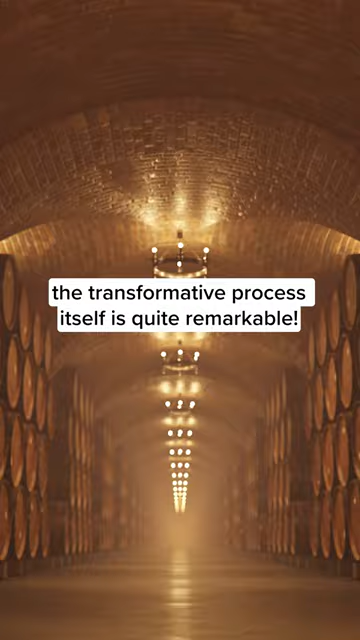 the transformative process
itself is quite remarkable!